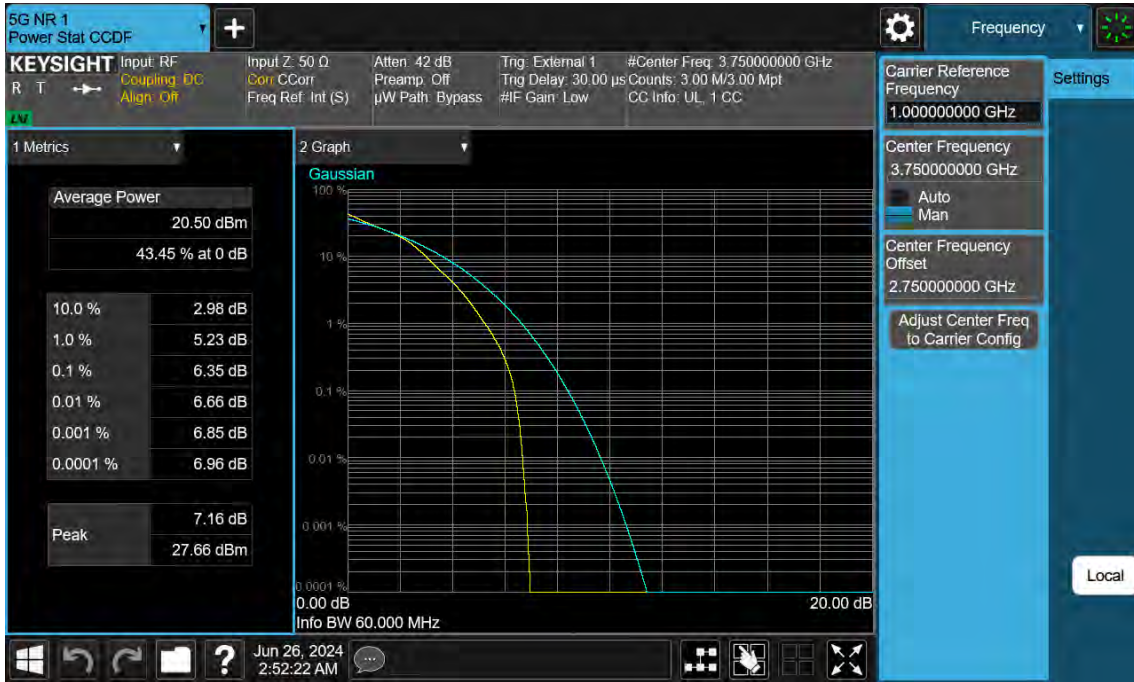 5G NR 1
Power Stat CCDF
+
Frequency
KEYSIGHT
R T
LNI
Input: RF
Coupling: DC
Align: Off
Input Z: 50 Ω
Corr CCorr
Freq Ref: Int (S)
Atten: 42 dB
Preamp: Off
µW Path: Bypass
Trig: External 1
Trig Delay: 30.00 µs
#IF Gain: Low
#Center Freq: 3.750000000 GHz
Counts: 3.00 M/3.00 Mpt
CC Info: UL, 1 CC
1 Metrics
Average Power
20.50 dBm
43.45 % at 0 dB
10.0 % 2.98 dB
1.0 % 5.23 dB
0.1 % 6.35 dB
0.01 % 6.66 dB
0.001 % 6.85 dB
0.0001 % 6.96 dB
Peak
7.16 dB
27.66 dBm
2 Graph
Gaussian
100 %
10 %
1 %
0.1 %
0.01 %
0.001 %
0.0001 %
0.00 dB 20.00 dB
Info BW 60.000 MHz
Carrier Reference
Frequency
1.000000000 GHz
Center Frequency
3.750000000 GHz
Auto
Man
Center Frequency
Offset
2.750000000 GHz
Adjust Center Freq
to Carrier Config
Settings
Local
?
Jun 26, 2024
2:52:22 AM